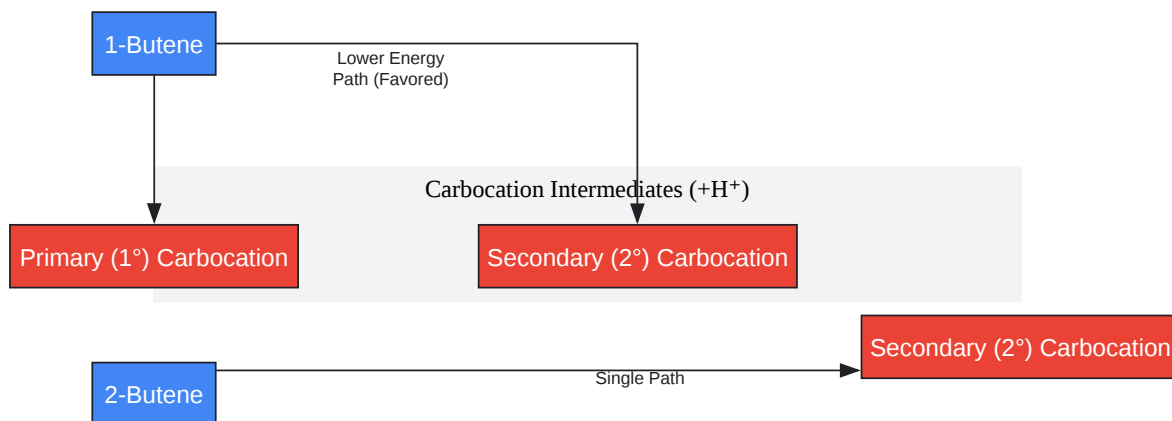 1-Butene
Lower Energy
Path (Favored)
Carbocation Intermediates (+H⁺)
Primary (1°) Carbocation
Secondary (2°) Carbocation
Secondary (2°) Carbocation
2-Butene
Single Path